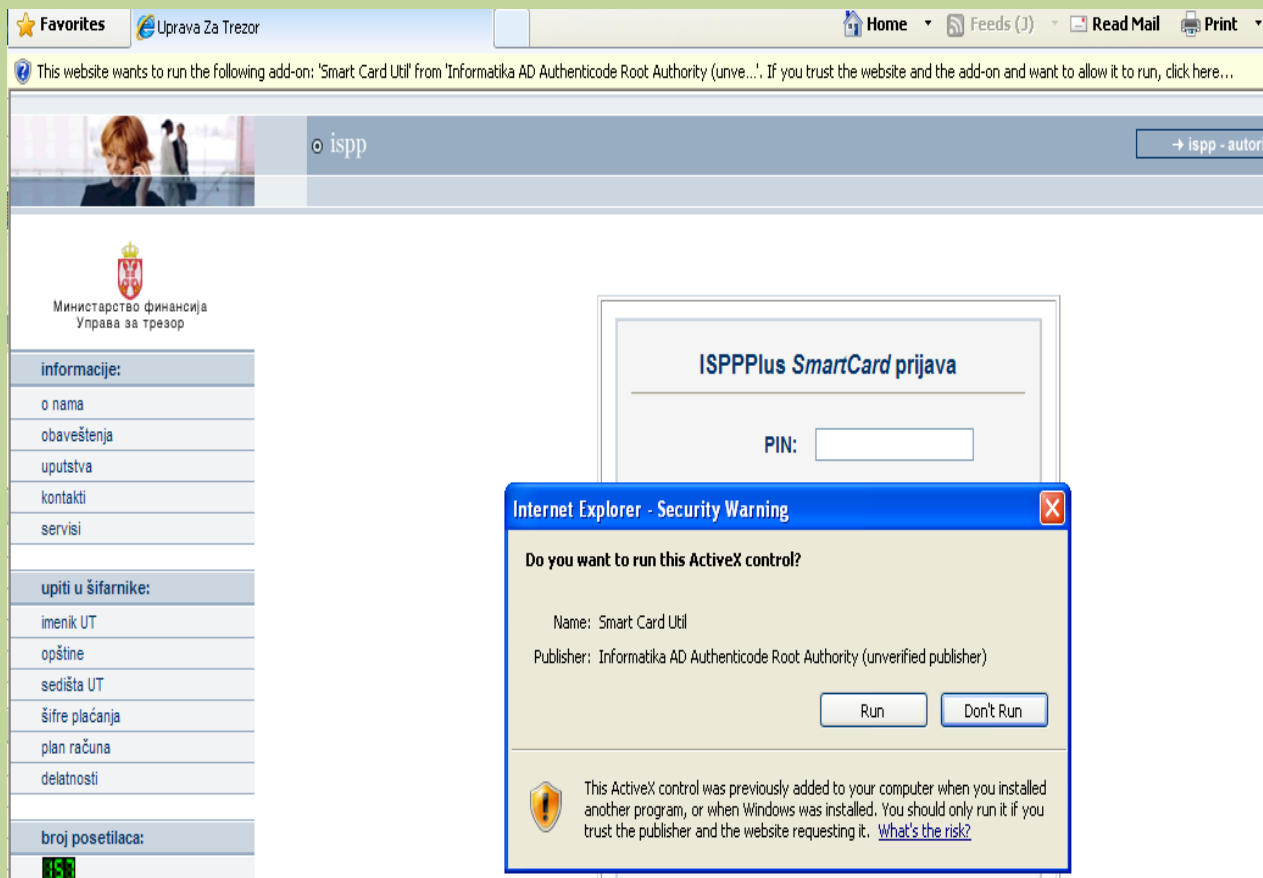 Favorites
Uprava Za Trezor
Home
Feeds (J)
Read Mail
Print
This website wants to run the following add-on: 'Smart Card Util' from 'Informatika AD Authenticode Root Authority (unve...'. If you trust the website and the add-on and want to allow it to run, click here...
ispp
→ ispp - autori
Министарство финансија
Управа за трезор
informacije:
o nama
obaveštenja
uputstva
kontakti
servisi
upiti u šifarnike:
imenik UT
opštine
sedišta UT
šifre plaćanja
plan računa
delatnosti
broj posetilaca:
ISPPPlus SmartCard prijava
PIN:
Internet Explorer - Security Warning
Do you want to run this ActiveX control?
Name: Smart Card Util
Publisher: Informatika AD Authenticode Root Authority (unverified publisher)
Run
Don't Run
This ActiveX control was previously added to your computer when you installed
another program, or when Windows was installed. You should only run it if you
trust the publisher and the website requesting it. What's the risk?